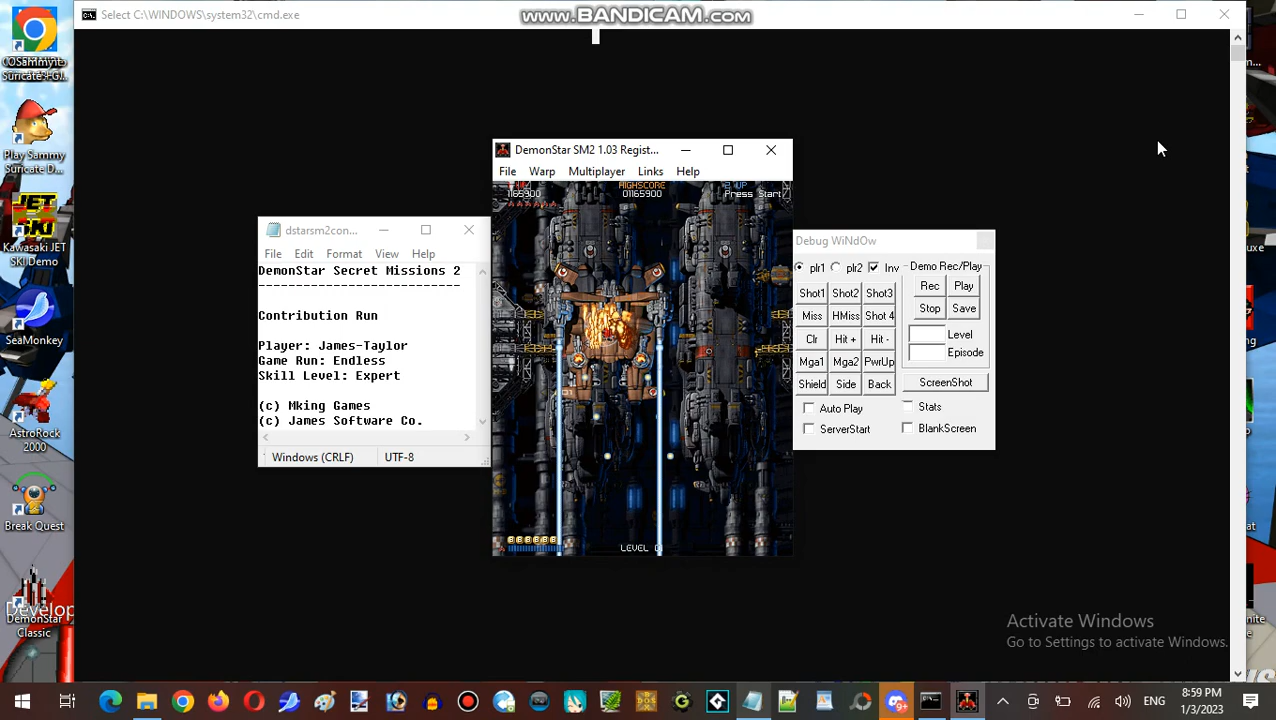 Select C:\WINDOWS\system32\cmd.exe
www.BANDICAM.com
Play Sammy
Suricate D...
Kawasaki JET
SKI Demo
SeaMonkey
AstroRock
2000
Break Quest
DemonStar
Classic
dstarsm2con...
File Edit Format View Help
DemonStar Secret Missions 2
---------------------------
Contribution Run
Player: James-Taylor
Game Run: Endless
Skill Level: Expert
(c) Mking Games
(c) James Software Co.
Windows (CRLF) UTF-8
DemonStar SM2 1.03 Regist...
File Warp Multiplayer Links Help
HIGHSCORE 2 UP
1165900 01165900 Press Start
LEVEL
Debug WiNdOw
plr1 plr2 Inv
Demo Rec/Play
Shot1 Shot2 Shot3 Rec Play
Miss HMiss Shot 4 Stop Save
Clr Hit + Hit - Level
Mga1 Mga2 PwrUp Episode
Shield Side Back ScreenShot
Auto Play Stats
ServerStart BlankScreen
Activate Windows
Go to Settings to activate Windows.
ENG
8:59 PM
1/3/2023